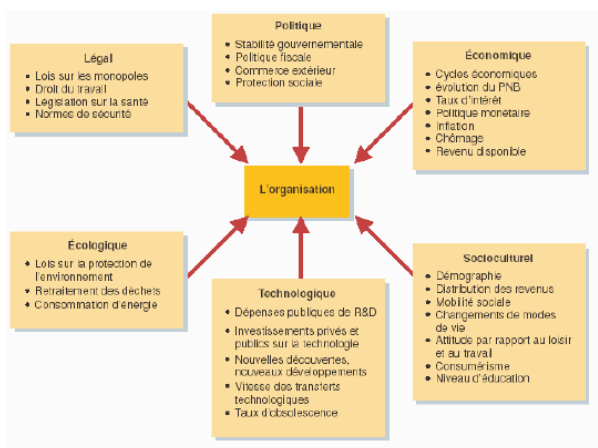 Politique
• Stabilité gouvernementale
• Politique fiscale
• Commerce extérieur
• Protection sociale
Légal
• Lois sur les monopoles
• Droit du travail
• Législation sur la santé
• Normes de sécurité
Économique
• Cycles économiques
• évolution du PNB
• Taux d'intérêt
• Politique monétaire
• Inflation
• Chômage
• Revenu disponible
L'organisation
Écologique
• Lois sur la protection de
l'environnement
• Retraitement des déchets
• Consommation d'énergie
Technologique
• Dépenses publiques de R&D
• Investissements privés et
publics sur la technologie
• Nouvelles découvertes,
nouveaux développements
• Vitesse des transferts
technologiques
• Taux d'obsolescence
Socioculturel
• Démographie
• Distribution des revenus
• Mobilité sociale
• Changements de modes
de vie
• Attitude par rapport au loisir
et au travail
• Consumérisme
• Niveau d'éducation